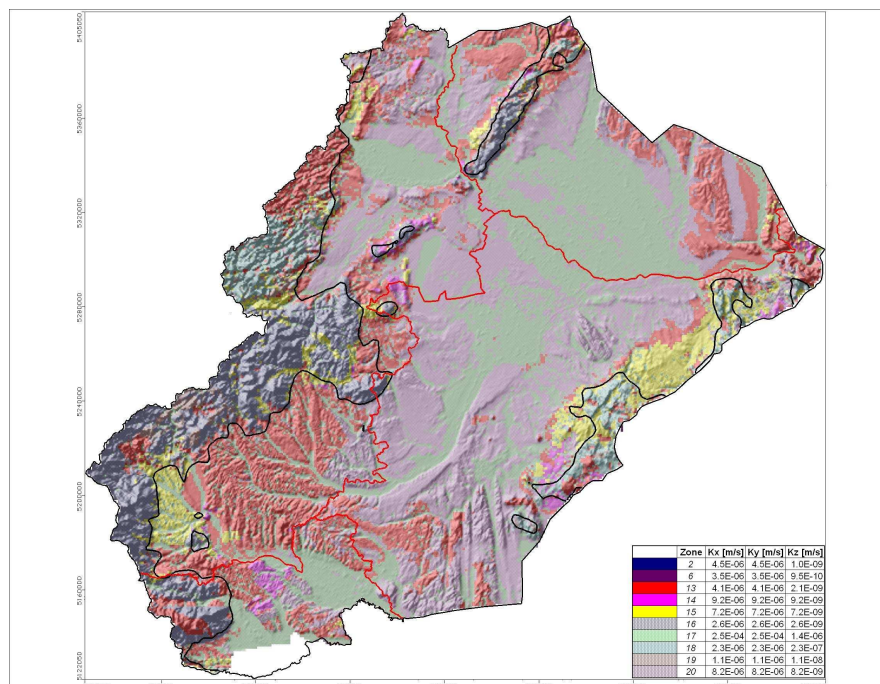 5405050
5360000
5320000
5280000
5240000
5200000
5160000
5122050
Zone Kx [m/s] Ky [m/s] Kz [m/s]
2 4.5E-06 4.5E-06 1.0E-09
6 3.5E-06 3.5E-06 9.5E-10
13 4.1E-06 4.1E-06 2.1E-09
14 9.2E-06 9.2E-06 9.2E-09
15 7.2E-06 7.2E-06 7.2E-09
16 2.6E-06 2.6E-06 2.6E-09
17 2.5E-04 2.5E-04 1.4E-06
18 2.3E-06 2.3E-06 2.3E-07
19 1.1E-06 1.1E-06 1.1E-08
20 8.2E-06 8.2E-06 8.2E-09